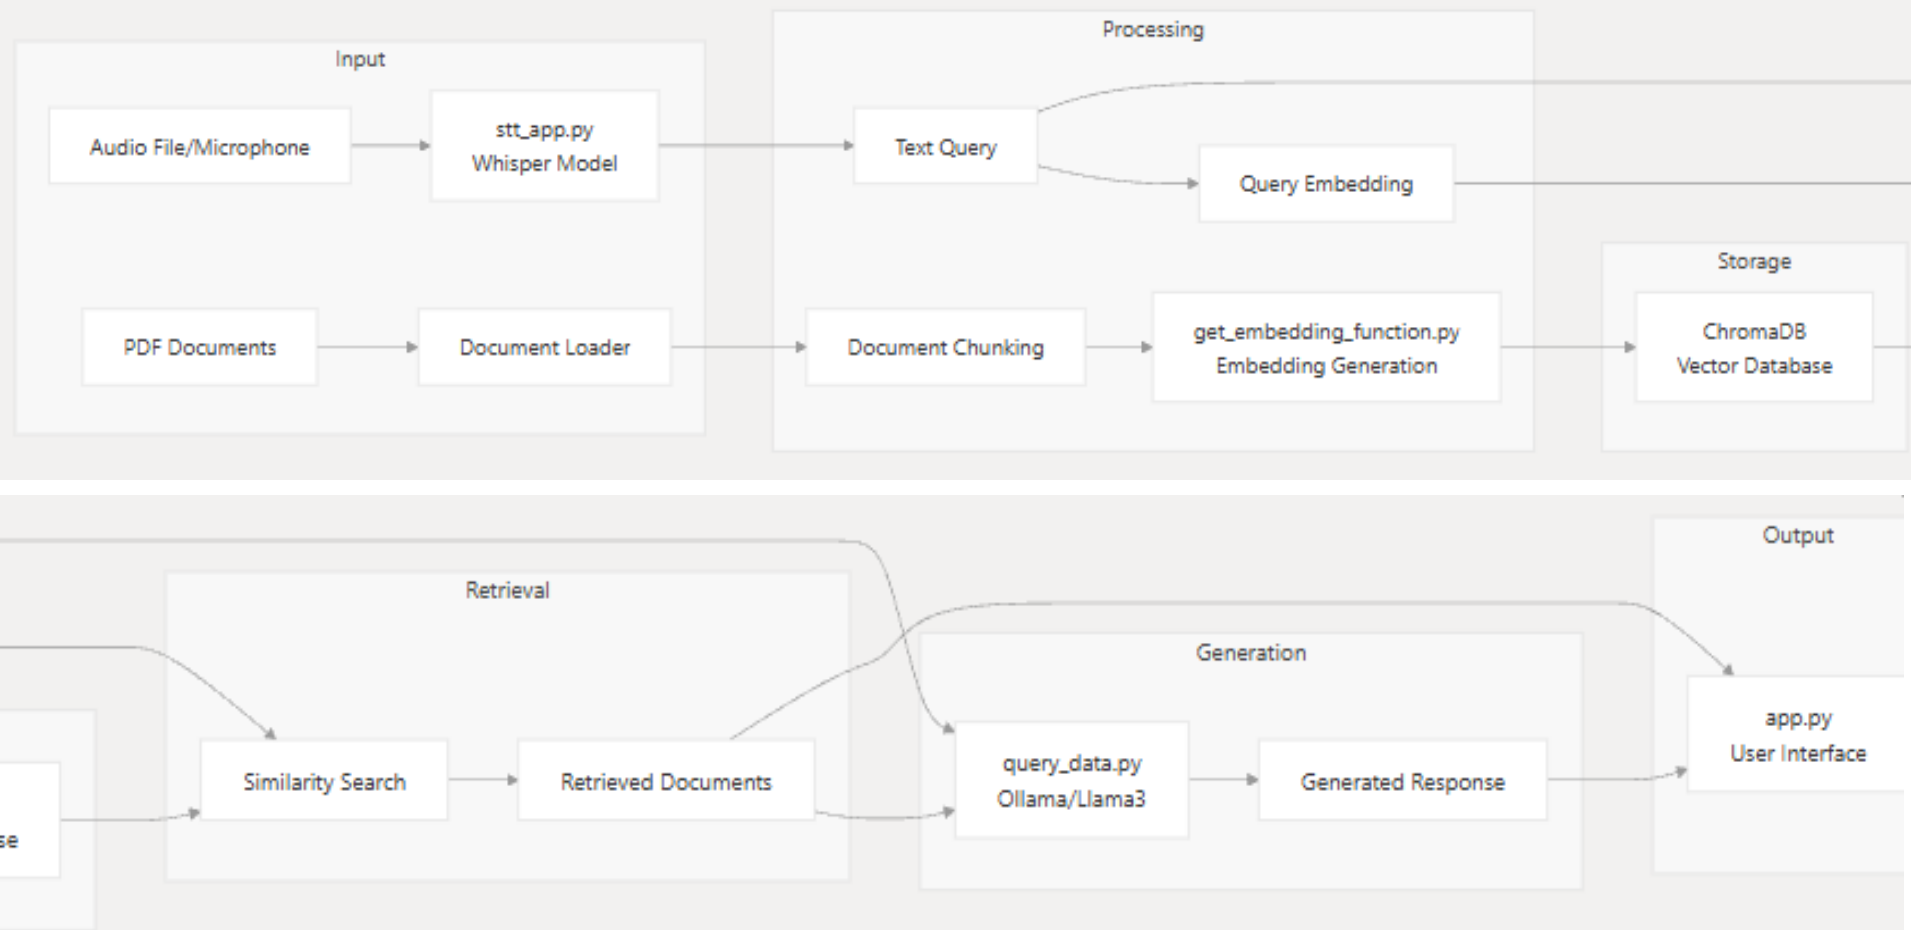 Input
Audio File/Microphone
stt_app.py
Whisper Model
PDF Documents
Document Loader
Processing
Text Query
Query Embedding
Document Chunking
get_embedding_function.py
Embedding Generation
Storage
ChromaDB
Vector Database
se
Retrieval
Similarity Search
Retrieved Documents
Generation
query_data.py
Ollama/Llama3
Generated Response
Output
app.py
User Interface